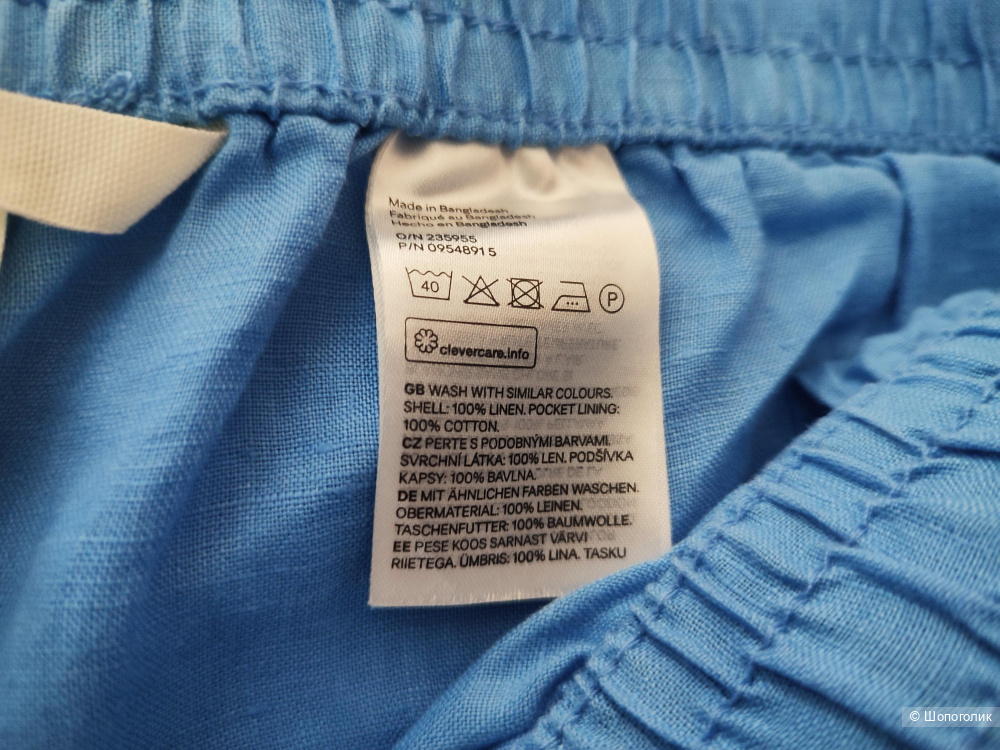 Made in Bangladesh
Fabriqué au Bangladesh
Hecho en Bangladesh
O/N 235955
P/N 0954891 5
40 P
clevercare.info
GB WASH WITH SIMILAR COLOURS.
SHELL: 100% LINEN. POCKET LINING:
100% COTTON.
CZ PERTE S PODOBNÝMI BARVAMI.
SVRCHNÍ LÁTKA: 100% LEN. PODŠÍVKA
KAPSY: 100% BAVLNA.
DE MIT ÄHNLICHEN FARBEN WASCHEN.
OBERMATERIAL: 100% LEINEN.
TASCHENFUTTER: 100% BAUMWOLLE.
EE PESE KOOS SARNAST VÄRVI
RIIETEGA. ÜMBRIS: 100% LINA. TASKU
© Шопоголик